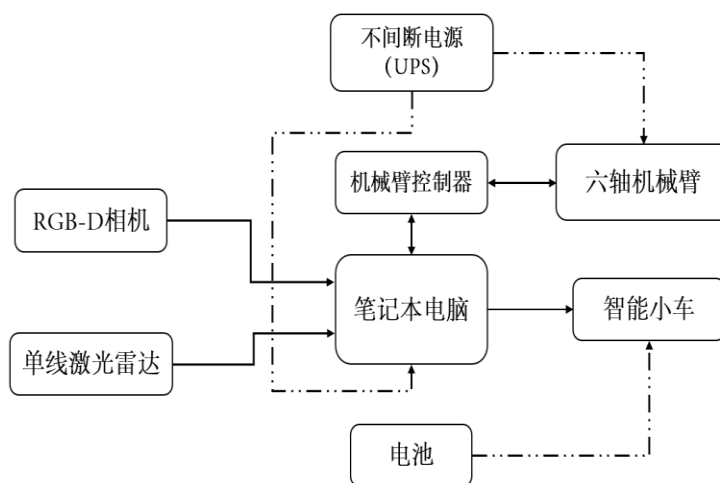 不间断电源
（UPS）
机械臂控制器
六轴机械臂
RGB-D相机
笔记本电脑
智能小车
单线激光雷达
电池